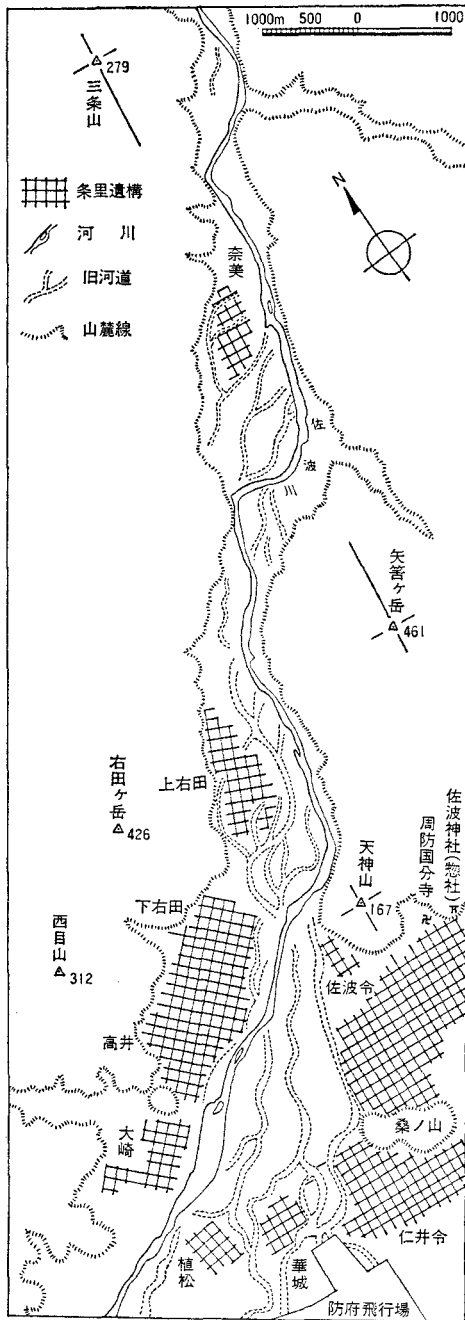 1000m 500 0 1000
279
三条山
条里遺構
河川
旧河道
山麓線
N
奈美
佐波川
矢筈ヶ岳
461
上右田
右田ヶ岳
426
佐波神社(惣社)
周防国分寺
天神山
167
下右田
西目山
312
佐波令
高井
桑ノ山
大崎
仁井令
植松
華城
防府飛行場